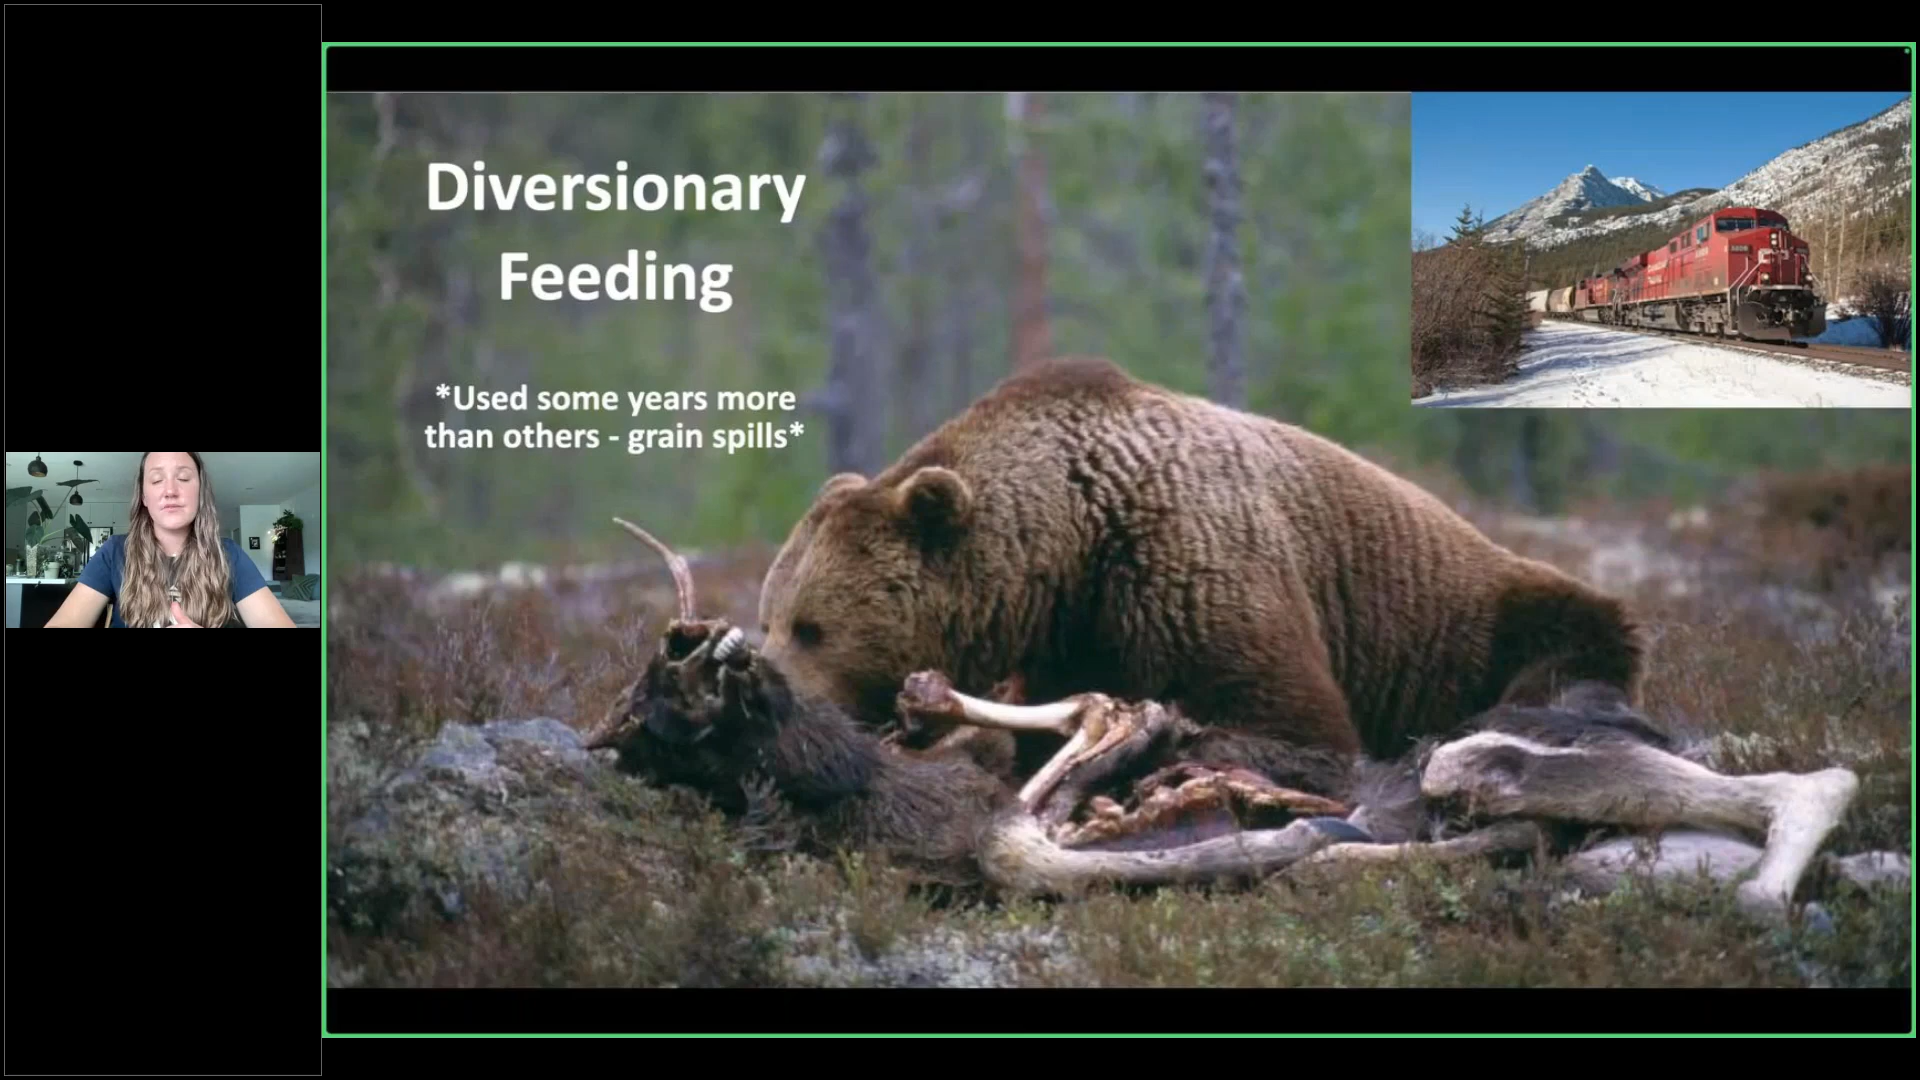 Diversionary
Feeding
*Used some years more
than others - grain spills*